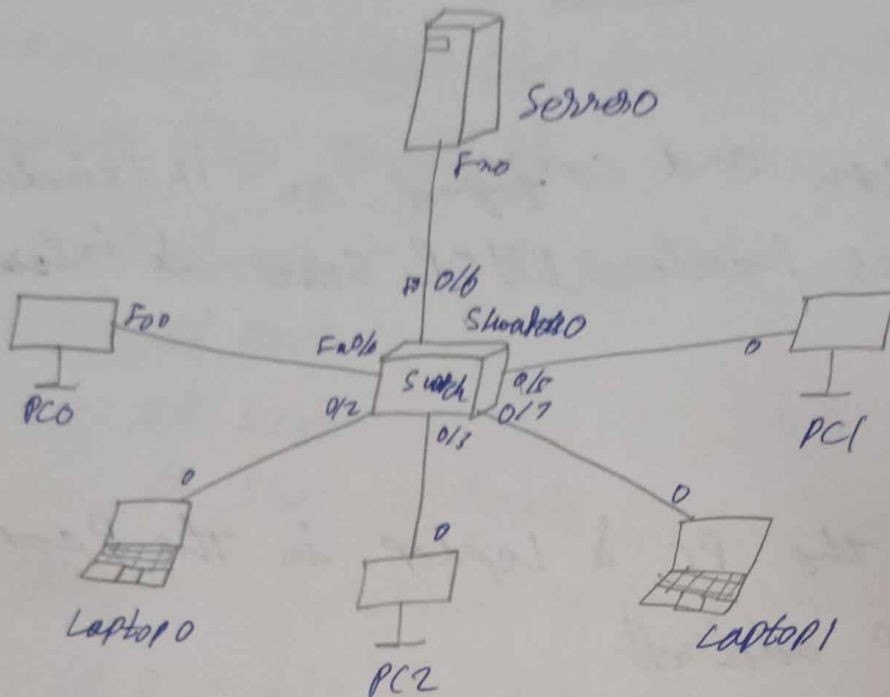 Server0
Fa0
0/6
Switch0
Fa0
Fa0/
Switch
0/5
0
PC0
0/2
0/3
0/7
PC1
0
0
0
Laptop0
PC2
Laptop1